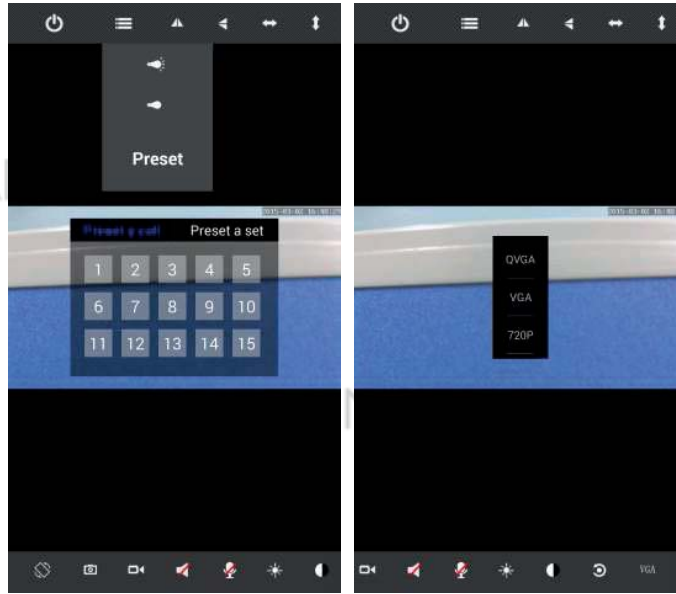 Preset
Preset a call Preset a set
1 2 3 4 5
6 7 8 9 10
11 12 13 14 15
QVGA
VGA
720P
VGA